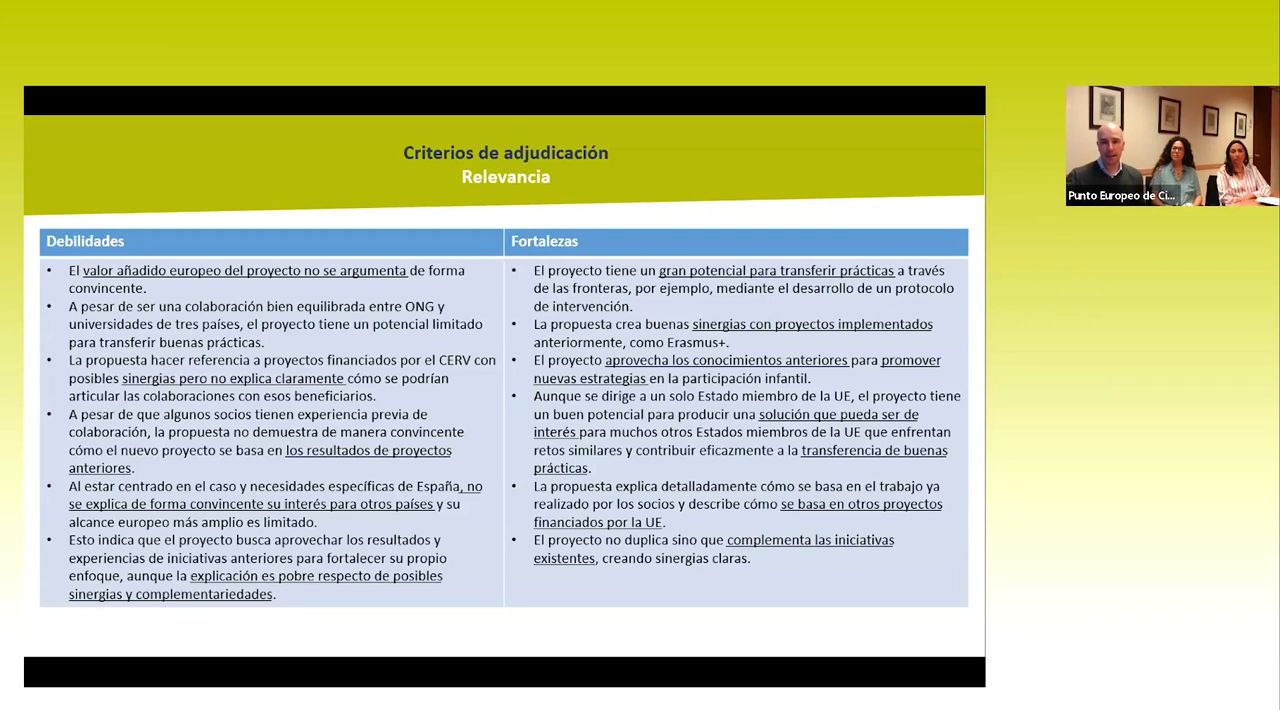 Criterios de adjudicación
Relevancia
Debilidades
• El valor añadido europeo del proyecto no se argumenta de forma
convincente.
• A pesar de ser una colaboración bien equilibrada entre ONG y
universidades de tres países, el proyecto tiene un potencial limitado
para transferir buenas prácticas.
• La propuesta hacer referencia a proyectos financiados por el CERV con
posibles sinergias pero no explica claramente cómo se podrían
articular las colaboraciones con esos beneficiarios.
• A pesar de que algunos socios tienen experiencia previa de
colaboración, la propuesta no demuestra de manera convincente
cómo el nuevo proyecto se basa en los resultados de proyectos
anteriores.
• Al estar centrado en el caso y necesidades específicas de España, no
se explica de forma convincente su interés para otros países y su
alcance europeo más amplio es limitado.
• Esto indica que el proyecto busca aprovechar los resultados y
experiencias de iniciativas anteriores para fortalecer su propio
enfoque, aunque la explicación es pobre respecto de posibles
sinergias y complementariedades.
Fortalezas
• El proyecto tiene un gran potencial para transferir prácticas a través
de las fronteras, por ejemplo, mediante el desarrollo de un protocolo
de intervención.
• La propuesta crea buenas sinergias con proyectos implementados
anteriormente, como Erasmus+.
• El proyecto aprovecha los conocimientos anteriores para promover
nuevas estrategias en la participación infantil.
• Aunque se dirige a un solo Estado miembro de la UE, el proyecto tiene
un buen potencial para producir una solución que pueda ser de
interés para muchos otros Estados miembros de la UE que enfrentan
retos similares y contribuir eficazmente a la transferencia de buenas
prácticas.
• La propuesta explica detalladamente cómo se basa en el trabajo ya
realizado por los socios y describe cómo se basa en otros proyectos
financiados por la UE.
• El proyecto no duplica sino que complementa las iniciativas
existentes, creando sinergias claras.
Punto Europeo de Ci...